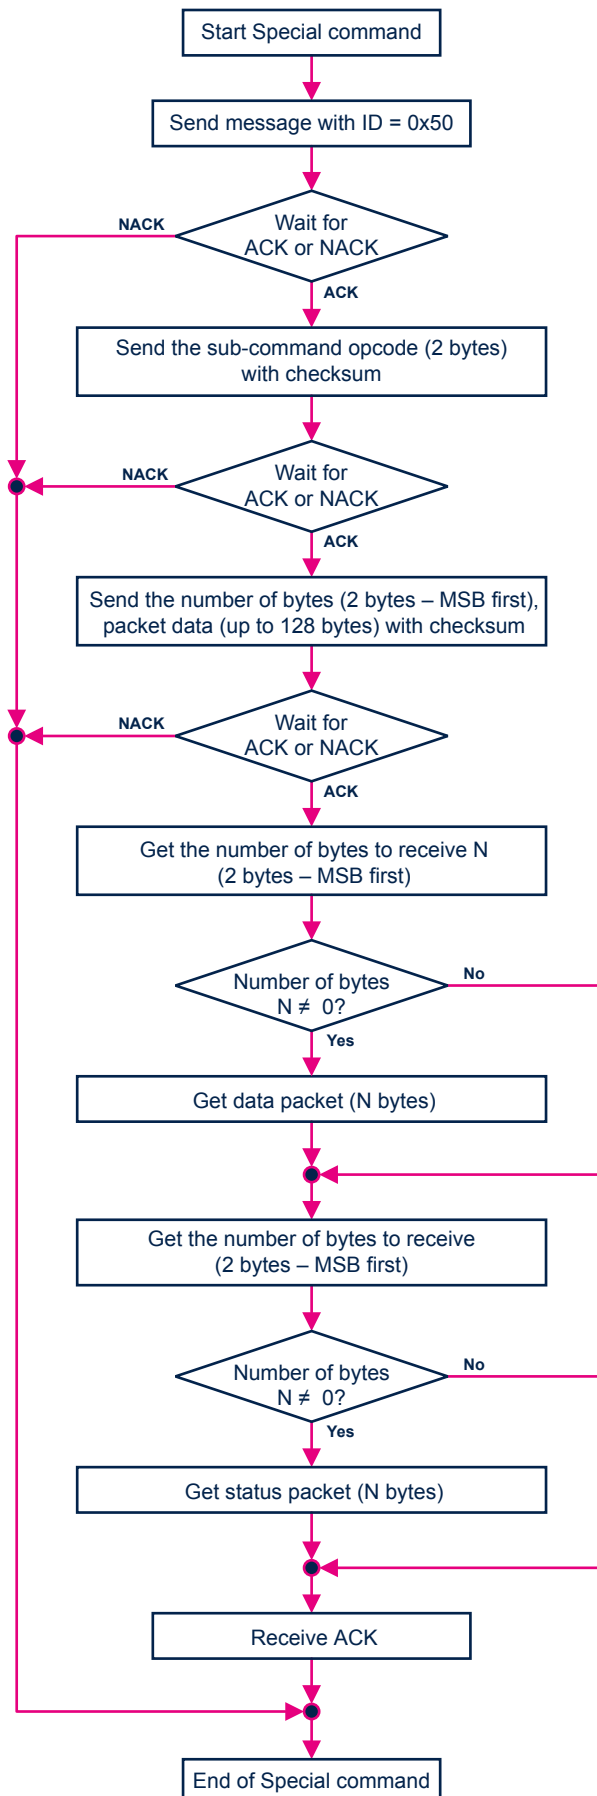 Start Special command
Send message with ID = 0x50
NACK
Wait for
ACK or NACK
ACK
Send the sub-command opcode (2 bytes)
with checksum
NACK
Wait for
ACK or NACK
ACK
Send the number of bytes (2 bytes – MSB first),
packet data (up to 128 bytes) with checksum
NACK
Wait for
ACK or NACK
ACK
Get the number of bytes to receive N
(2 bytes – MSB first)
Number of bytes
N ≠ 0?
No
Yes
Get data packet (N bytes)
Get the number of bytes to receive
(2 bytes – MSB first)
Number of bytes
N ≠ 0?
No
Yes
Get status packet (N bytes)
Receive ACK
End of Special command